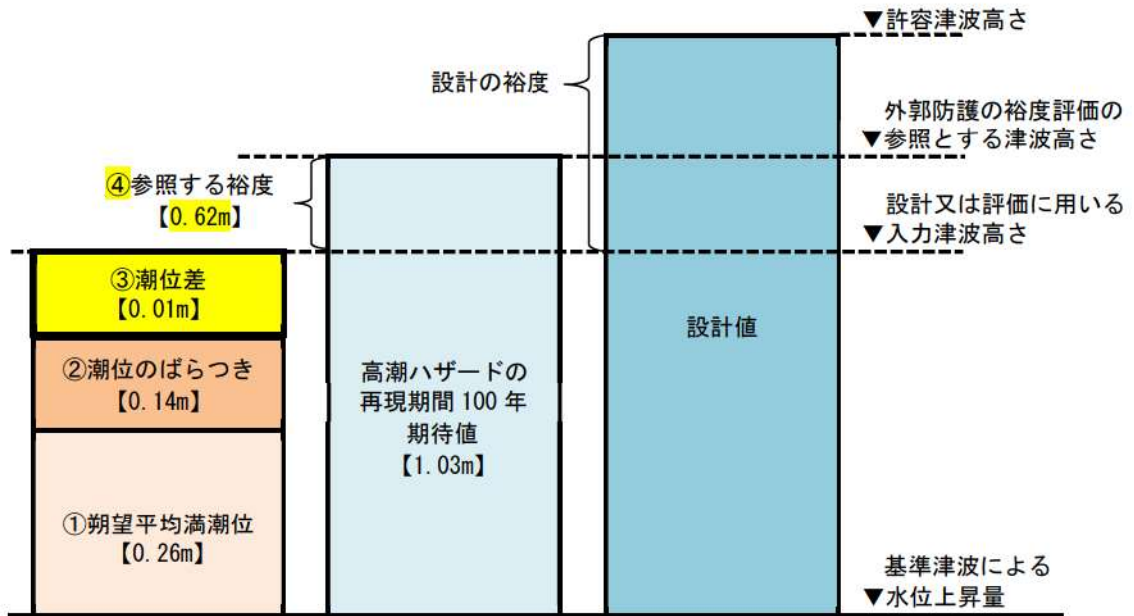 ▼許容津波高さ
設計の裕度
外郭防護の裕度評価の
▼参照とする津波高さ
④参照する裕度
【0.62m】
設計又は評価に用いる
▼入力津波高さ
③潮位差
【0.01m】
設計値
②潮位のばらつき
【0.14m】
高潮ハザードの
再現期間 100 年
期待値
【1.03m】
①朔望平均満潮位
【0.26m】
基準津波による
▼水位上昇量